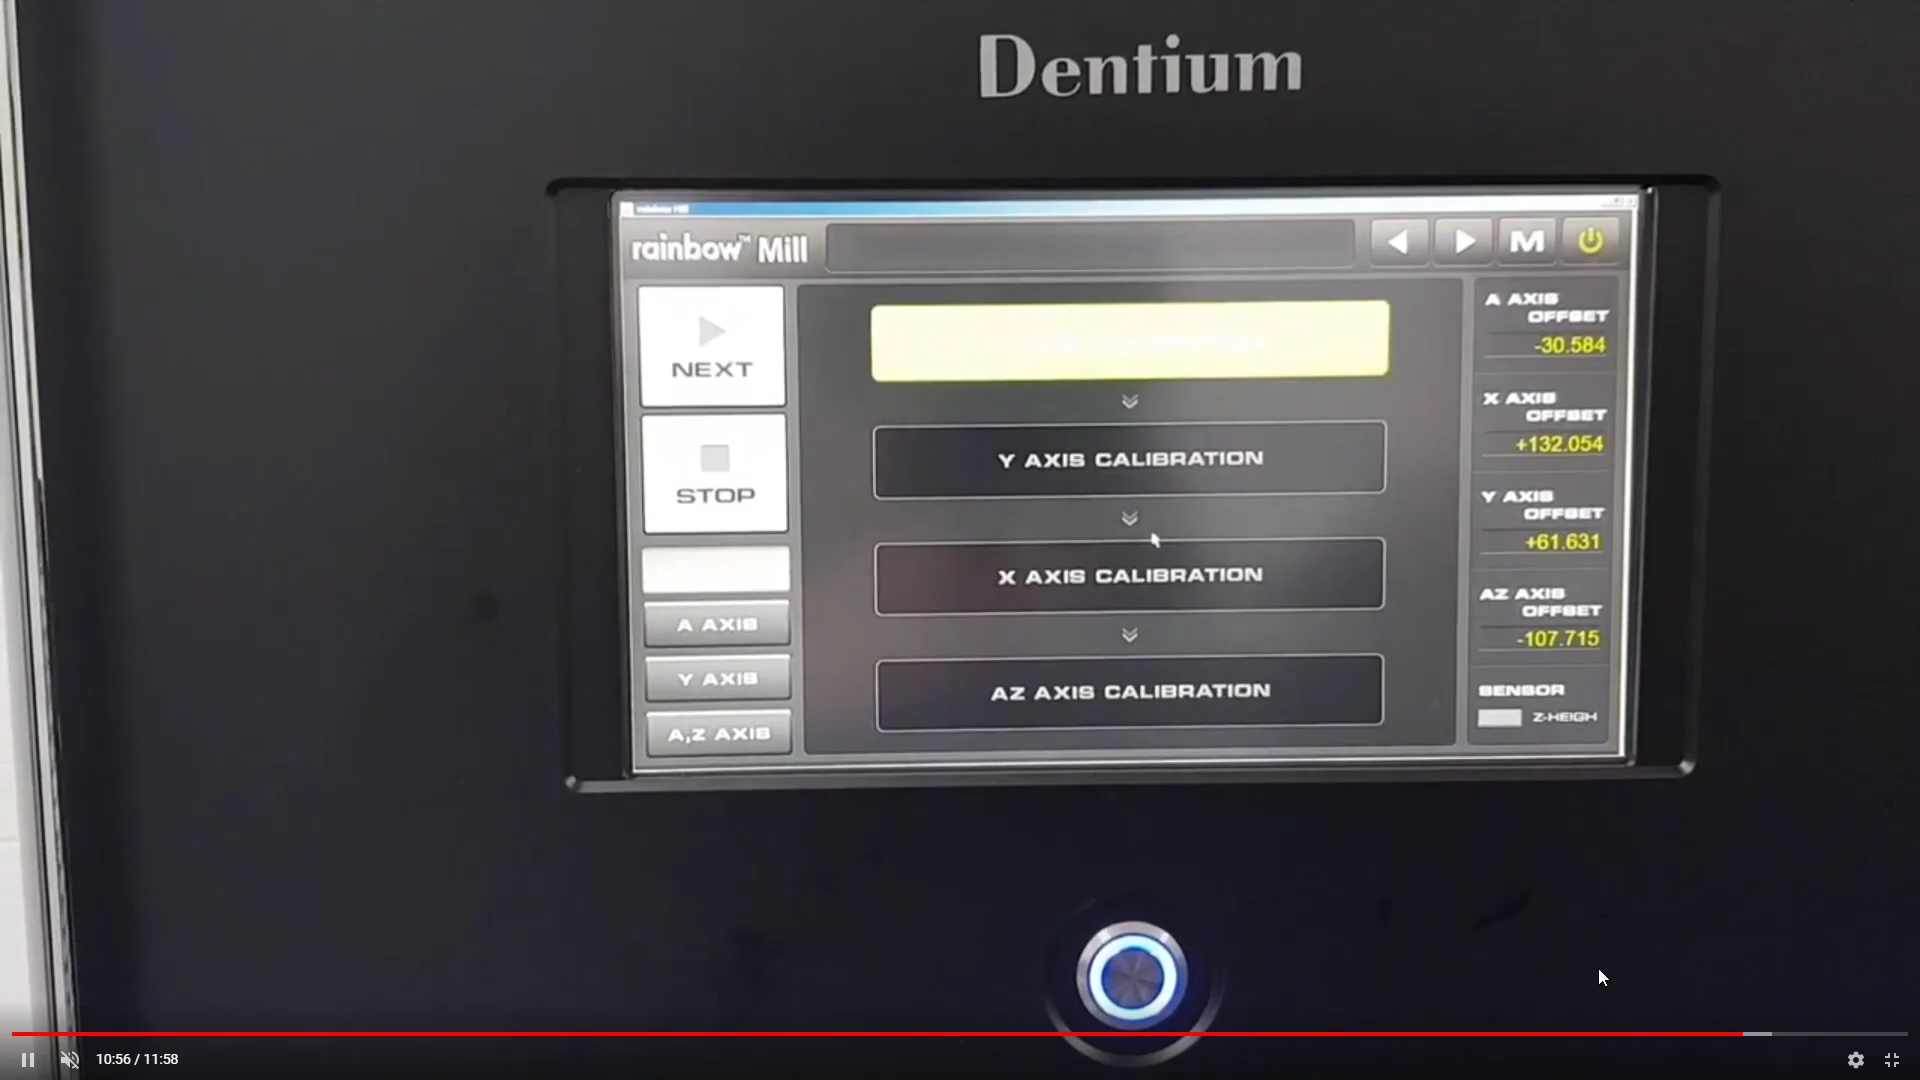 Dentium
rainbow Mill
rainbow™ Mill
M
NEXT
STOP
A AXIS
Y AXIS
A,Z AXIS
Y AXIS CALIBRATION
X AXIS CALIBRATION
AZ AXIS CALIBRATION
A AXIS
OFFSET
-30.584
X AXIS
OFFSET
+132.054
Y AXIS
OFFSET
+61.631
AZ AXIS
OFFSET
-107.715
SENSOR
Z-HEIGH
10:56 / 11:58